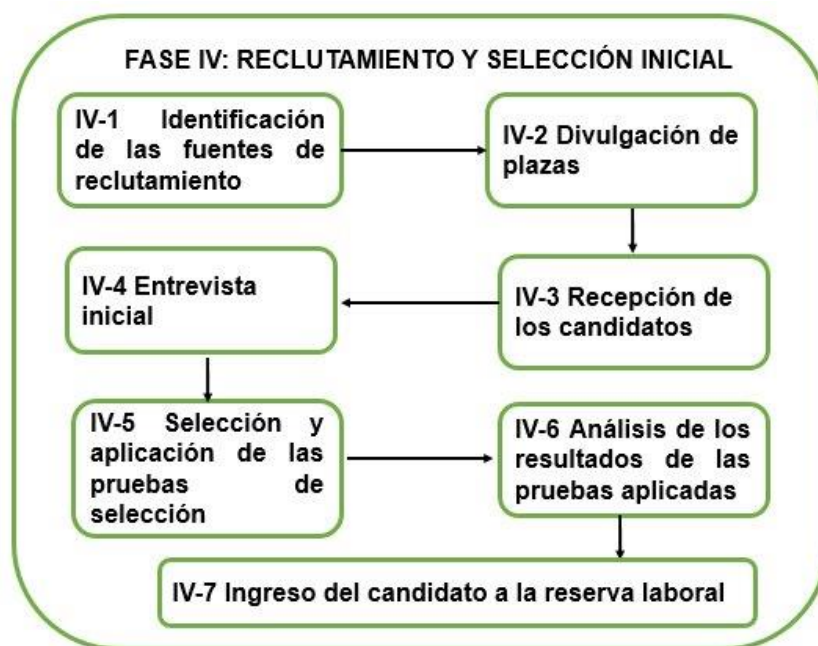 FASE IV: RECLUTAMIENTO Y SELECCIÓN INICIAL
IV-1 Identificación
de las fuentes de
reclutamiento
IV-2 Divulgación de
plazas
IV-3 Recepción de
los candidatos
IV-4 Entrevista
inicial
IV-5 Selección y
aplicación de las
pruebas de
selección
IV-6 Análisis de los
resultados de las
pruebas aplicadas
IV-7 Ingreso del candidato a la reserva laboral